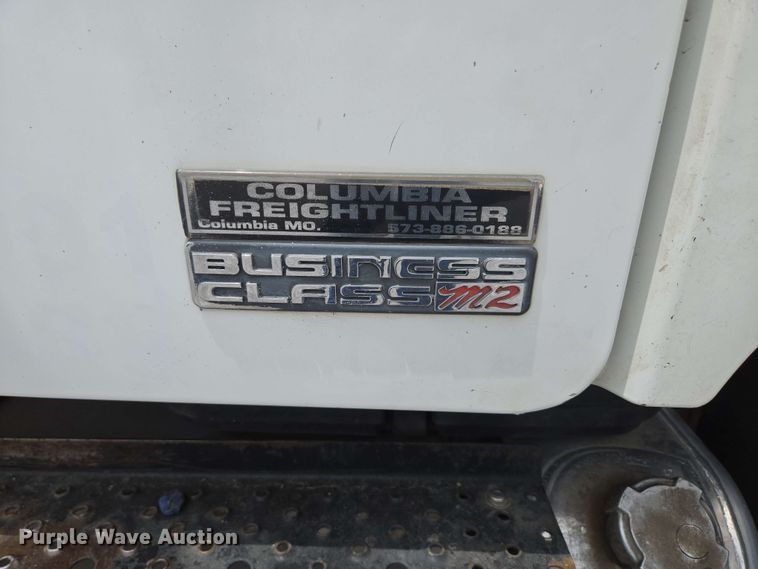 COLUMBIA
FREIGHTLINER
Columbia MO. 573-886-0188
BUSINESS
CLASS M2
Purple Wave Auction